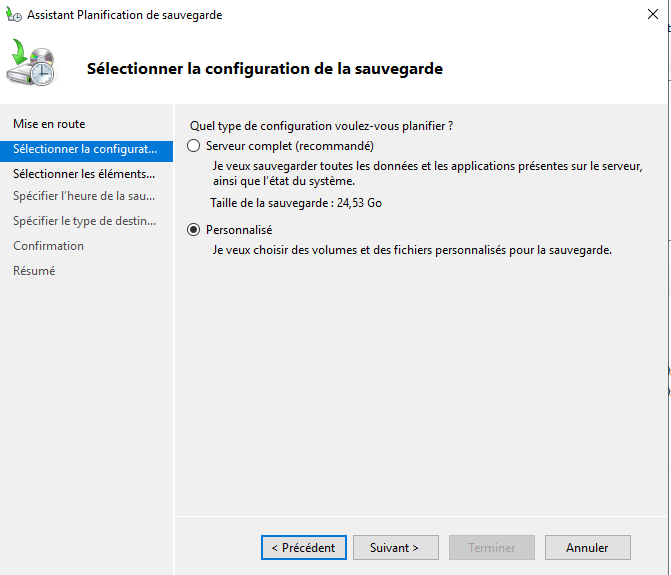 Assistant Planification de sauvegarde
Sélectionner la configuration de la sauvegarde
Mise en route
Sélectionner la configurat...
Sélectionner les éléments...
Spécifier l'heure de la sau...
Spécifier le type de destin...
Confirmation
Résumé
Quel type de configuration voulez-vous planifier ?
Serveur complet (recommandé)
Je veux sauvegarder toutes les données et les applications présentes sur le serveur,
ainsi que l'état du système.
Taille de la sauvegarde : 24,53 Go
Personnalisé
Je veux choisir des volumes et des fichiers personnalisés pour la sauvegarde.
< Précédent
Suivant >
Terminer
Annuler